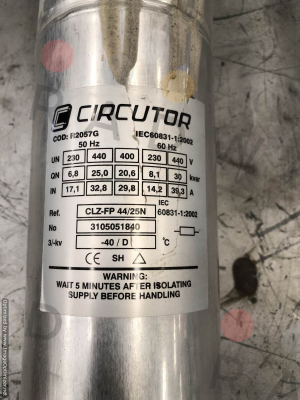 CIRCUTOR
COD: R2057G IEC60831-1:2002
50 Hz 60 Hz
UN 230 440 400 230 440 V
QN 6,8 25,0 20,6 8,1 30 kvar
IN 17,1 32,8 29,8 14,2 39,3 A
Ref. CLZ-FP 44/25N IEC 60831-1:2002
No 3105051840
3/-kv -40 / D °C
CE SH
WARNING:
WAIT 5 MINUTES AFTER ISOLATING
SUPPLY BEFORE HANDLING